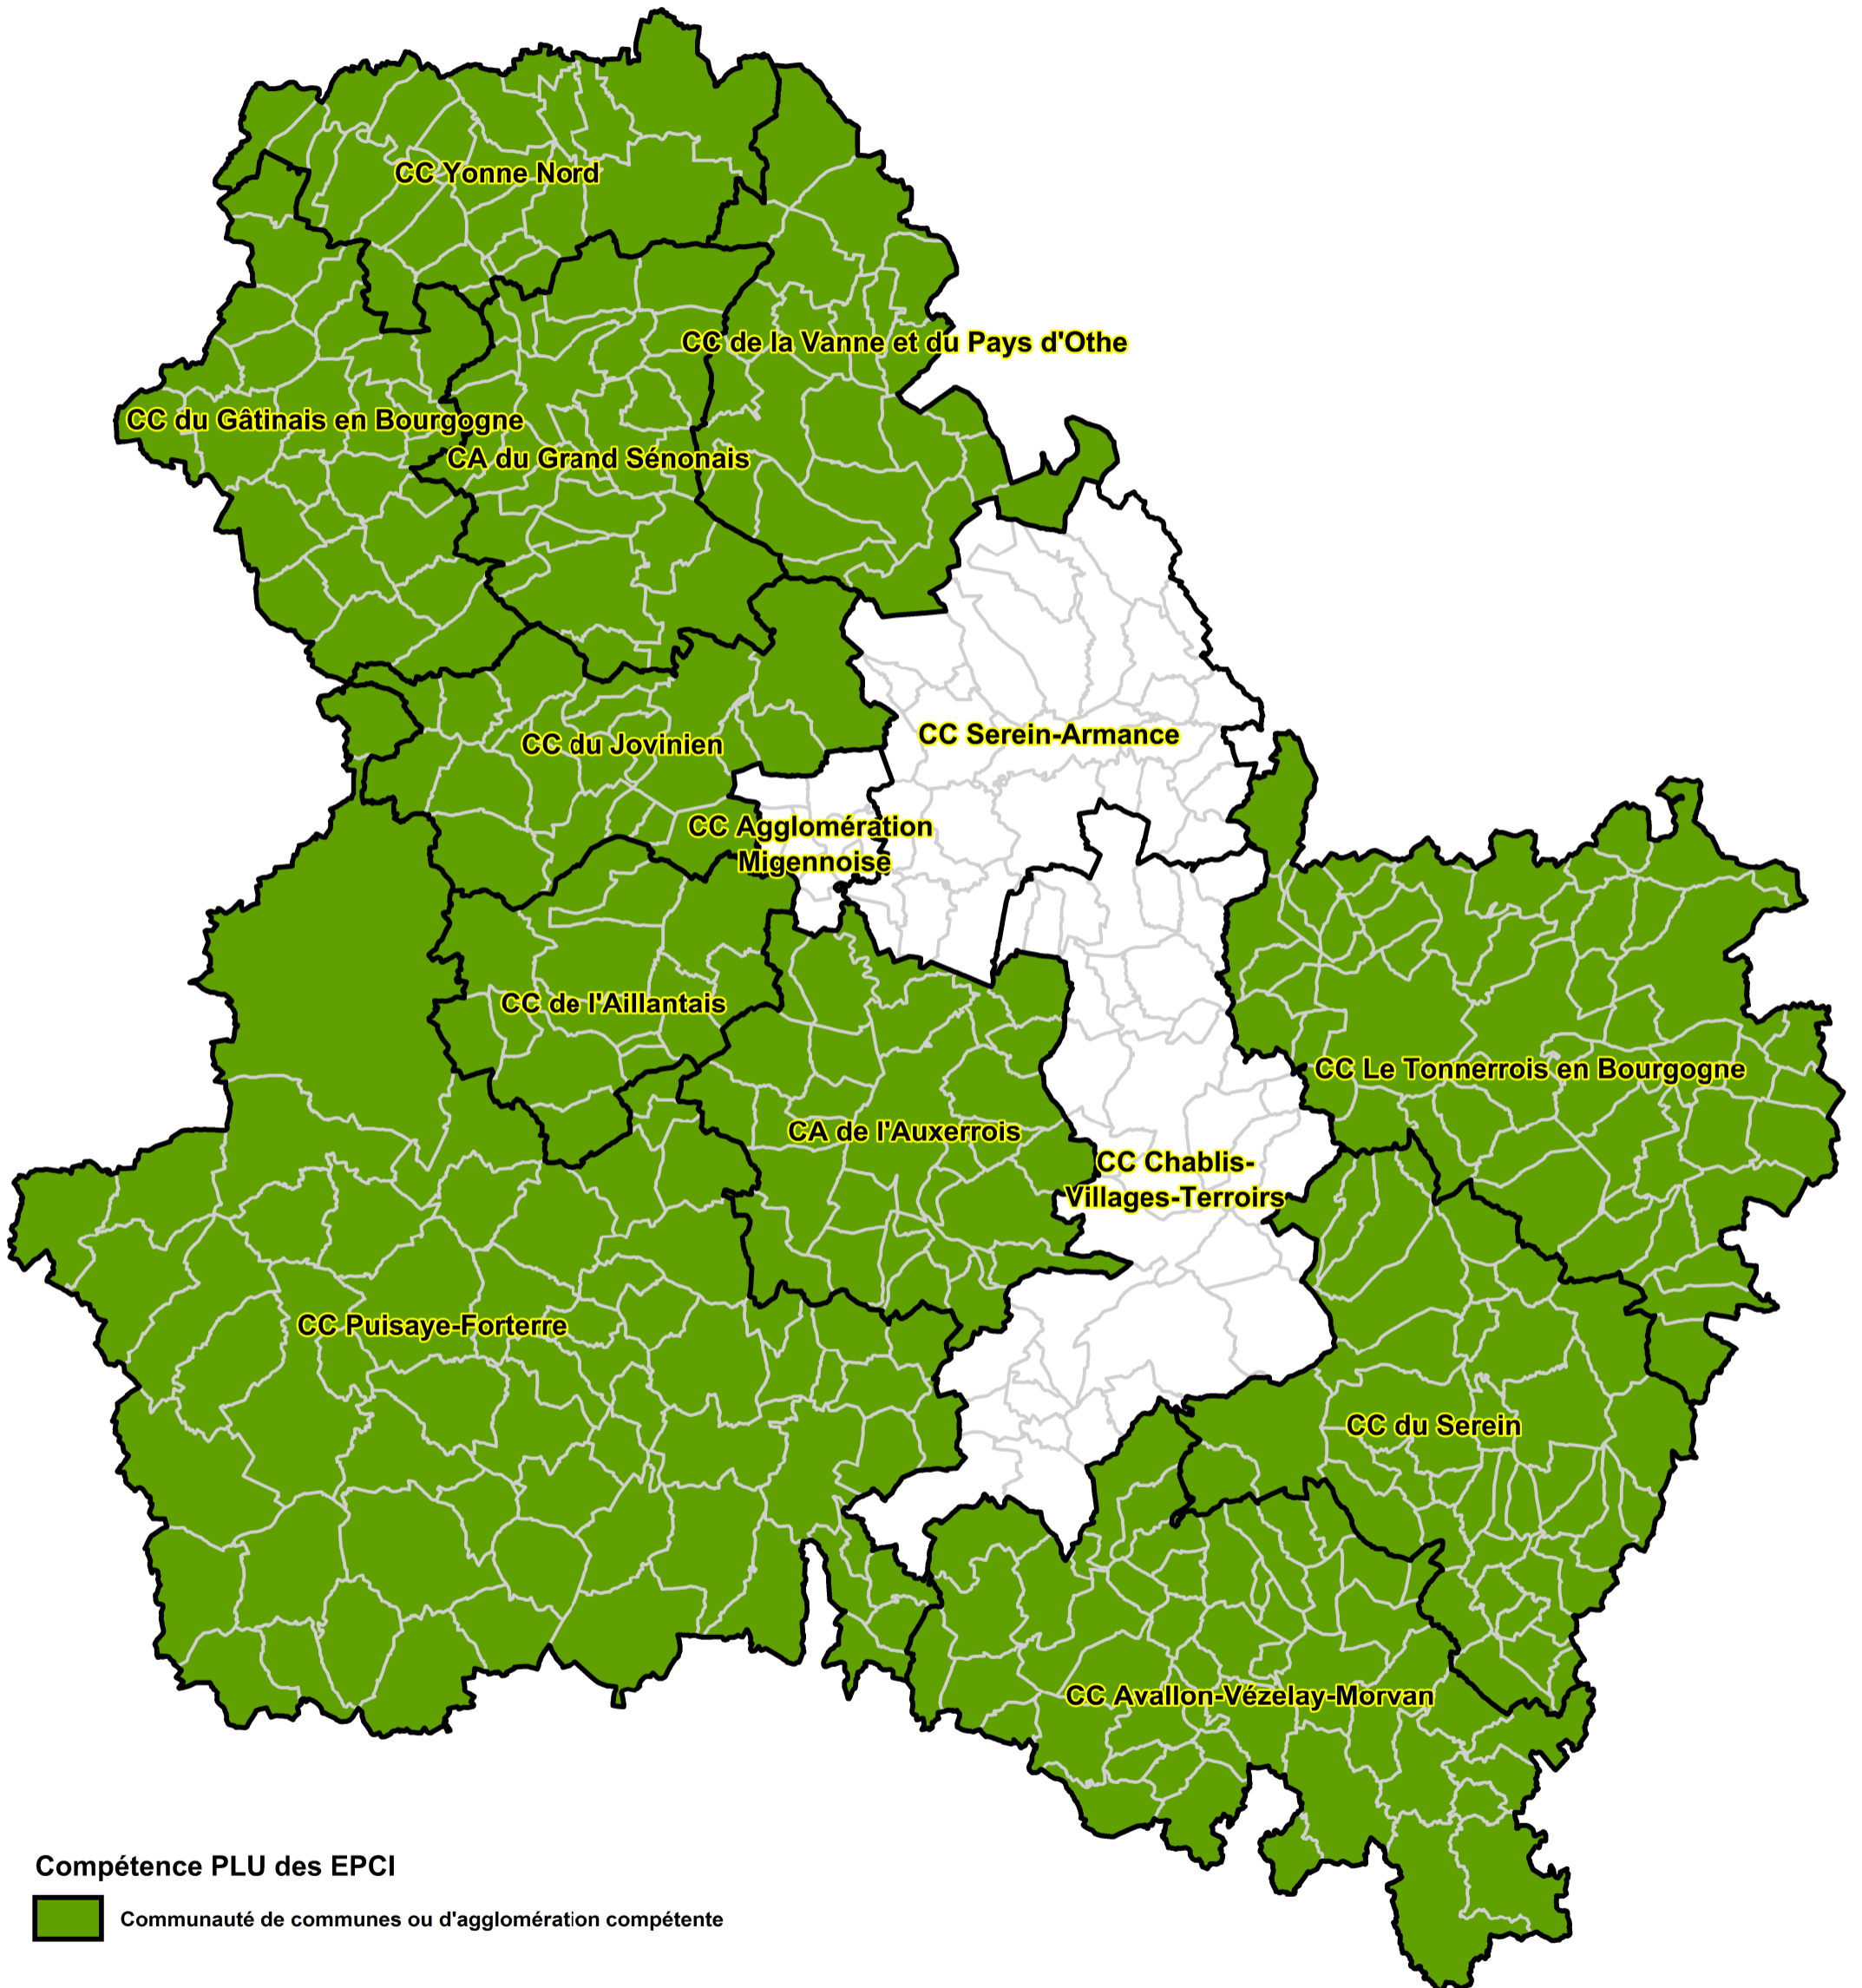 CC Yonne Nord
CC de la Vanne et du Pays d'Othe
CC du Gâtinais en Bourgogne
CA du Grand Sénonais
CC Serein-Armance
CC du Jovinien
CC Agglomération
Migennoise
CC de l'Aillantais
CC Le Tonnerrois en Bourgogne
CA de l'Auxerrois
CC Chablis-
Villages-Terroirs
CC Puisaye-Forterre
CC du Serein
CC Avallon-Vézelay-Morvan
Compétence PLU des EPCI
Communauté de communes ou d'agglomération compétente